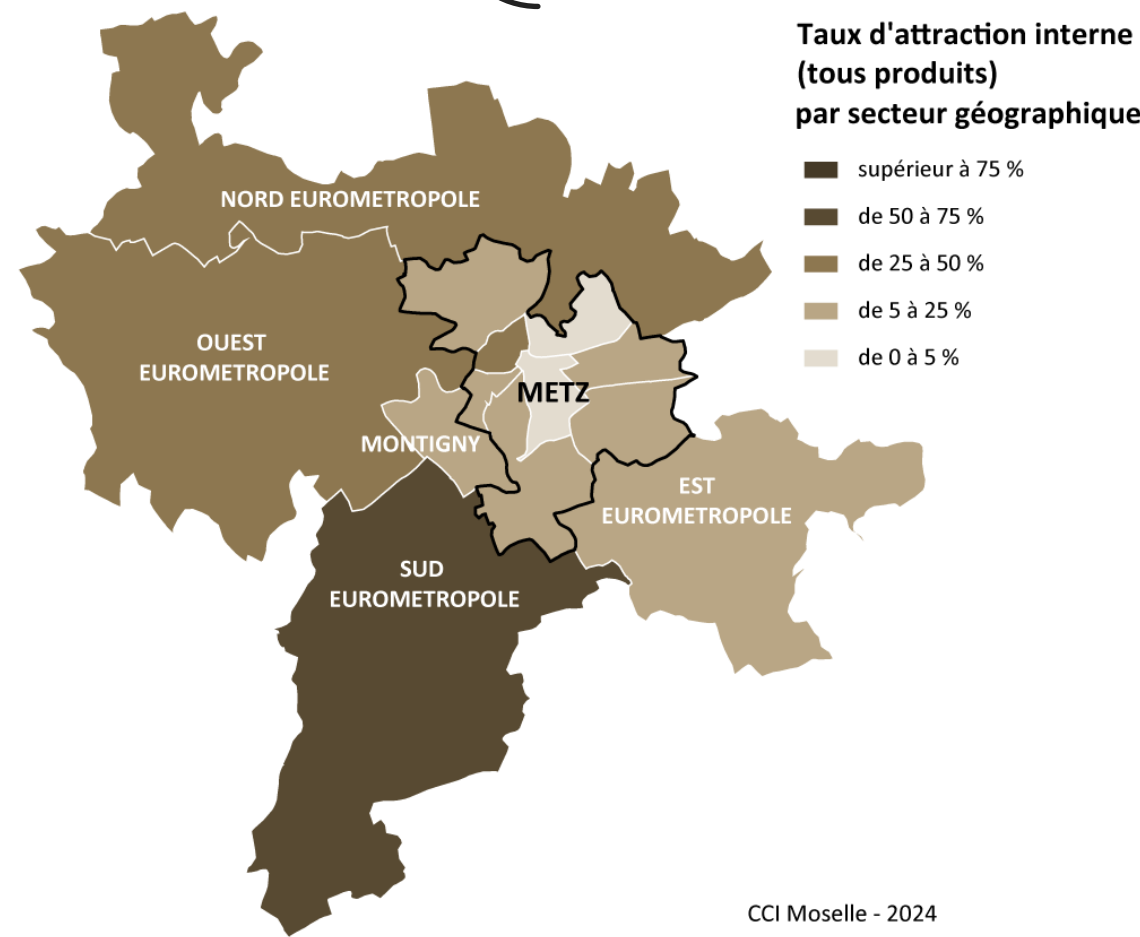 Taux d'attraction interne
(tous produits)
par secteur géographique
supérieur à 75 %
de 50 à 75 %
de 25 à 50 %
de 5 à 25 %
de 0 à 5 %
NORD EUROMETROPOLE
OUEST
EUROMETROPOLE
METZ
MONTIGNY
EST
EUROMETROPOLE
SUD
EUROMETROPOLE
CCI Moselle - 2024